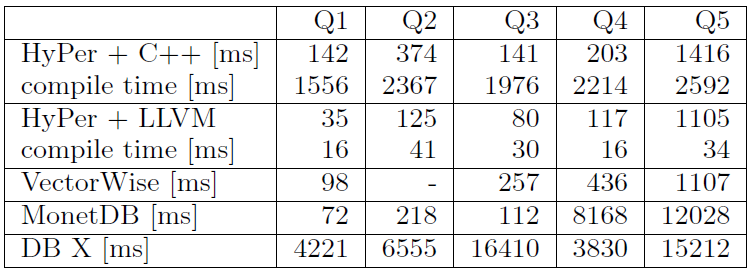 Q1 Q2 Q3 Q4 Q5
HyPer + C++ [ms] 142 374 141 203 1416
compile time [ms] 1556 2367 1976 2214 2592
HyPer + LLVM 35 125 80 117 1105
compile time [ms] 16 41 30 16 34
VectorWise [ms] 98 - 257 436 1107
MonetDB [ms] 72 218 112 8168 12028
DB X [ms] 4221 6555 16410 3830 15212